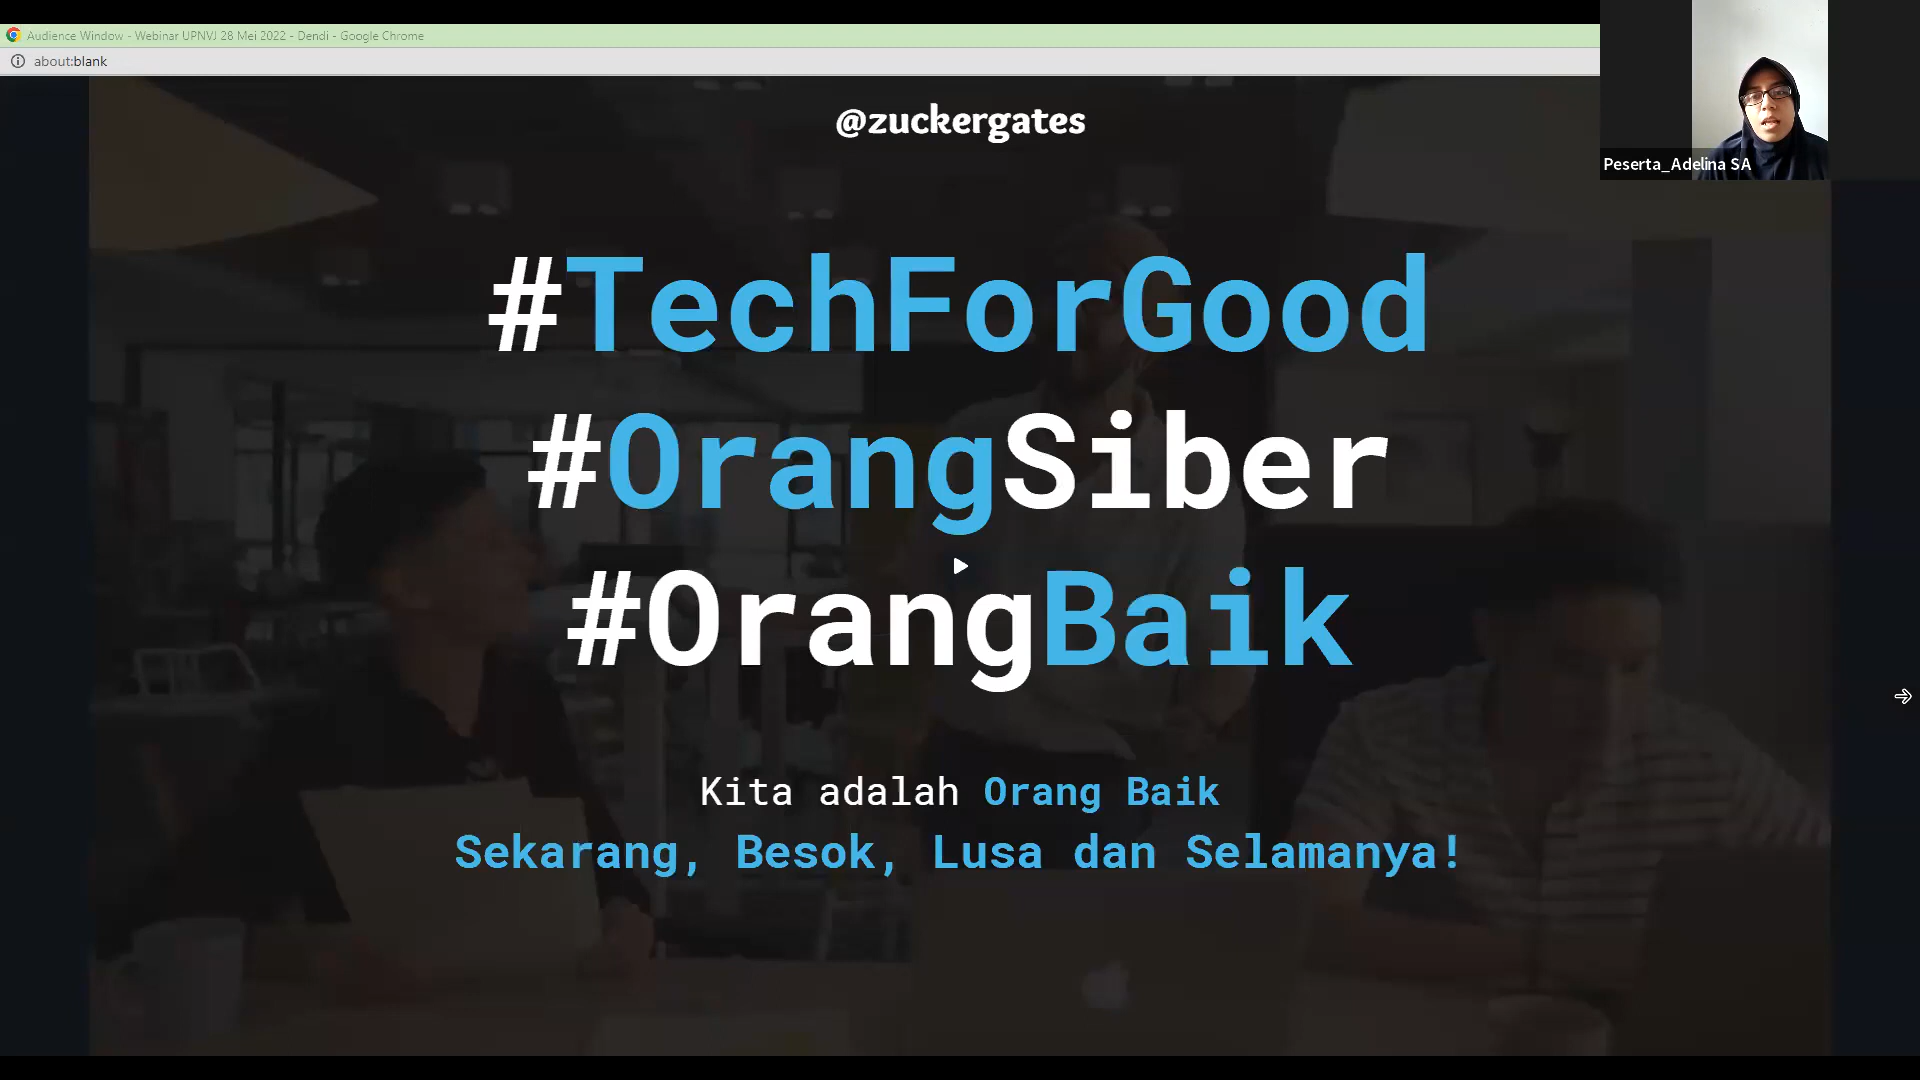 Audience Window - Webinar UPNVJ 28 Mei 2022 - Dendi - Google Chrome
about:blank
@zuckergates
Peserta_Adelina SA
#TechForGood
#OrangSiber
#OrangBaik
Kita adalah Orang Baik
Sekarang, Besok, Lusa dan Selamanya!